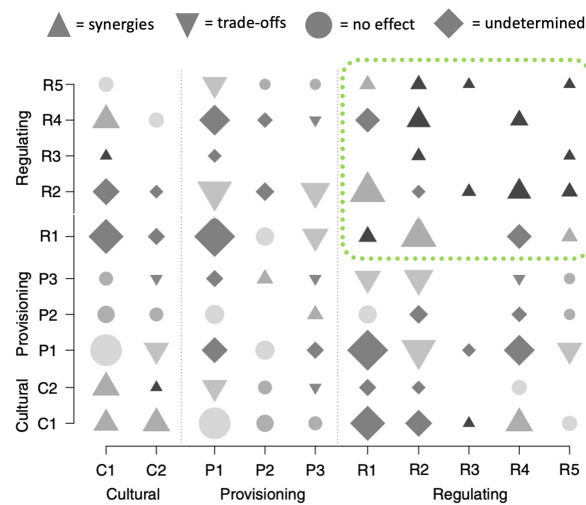 = synergies = trade-offs = no effect = undetermined
Regulating
R5
R4
R3
R2
R1
Provisioning
P3
P2
P1
Cultural
C2
C1
C1 C2 P1 P2 P3 R1 R2 R3 R4 R5
Cultural Provisioning Regulating